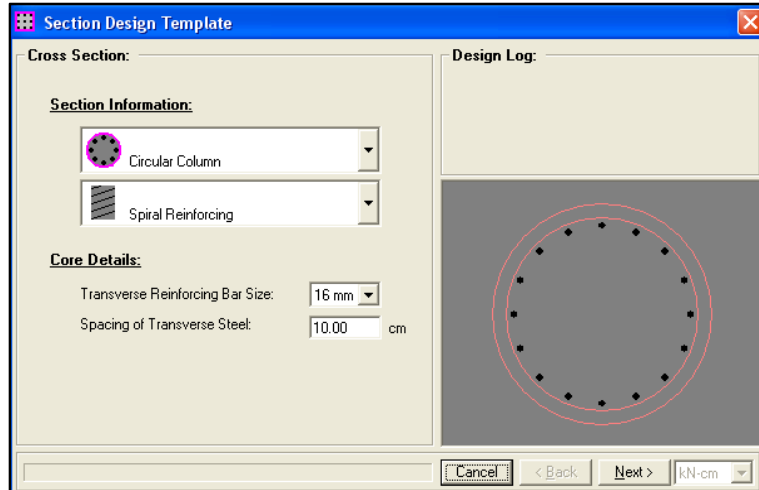 Section Design Template
Cross Section:
Section Information:
Circular Column
Spiral Reinforcing
Core Details:
Transverse Reinforcing Bar Size: 16 mm
Spacing of Transverse Steel: 10.00 cm
Design Log:
Cancel < Back Next > kN-cm